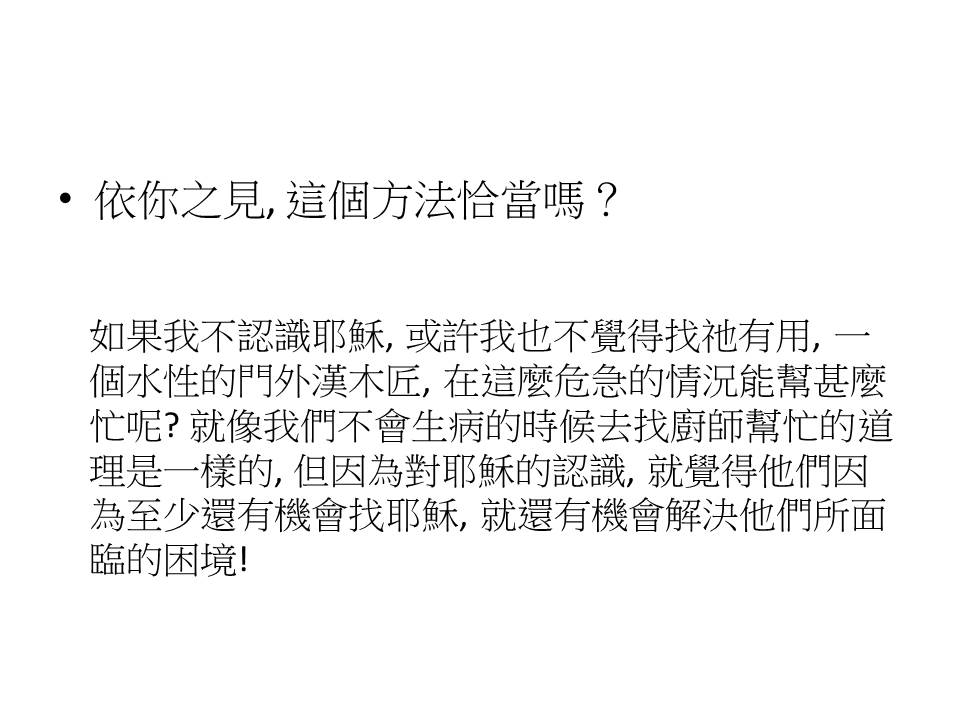 • 依你之見, 這個方法恰當嗎？
如果我不認識耶穌, 或許我也不覺得找祂有用, 一
個水性的門外漢木匠, 在這麼危急的情況能幫甚麼
忙呢? 就像我們不會生病的時候去找廚師幫忙的道
理是一樣的, 但因為對耶穌的認識, 就覺得他們因
為至少還有機會找耶穌, 就還有機會解決他們所面
臨的困境!